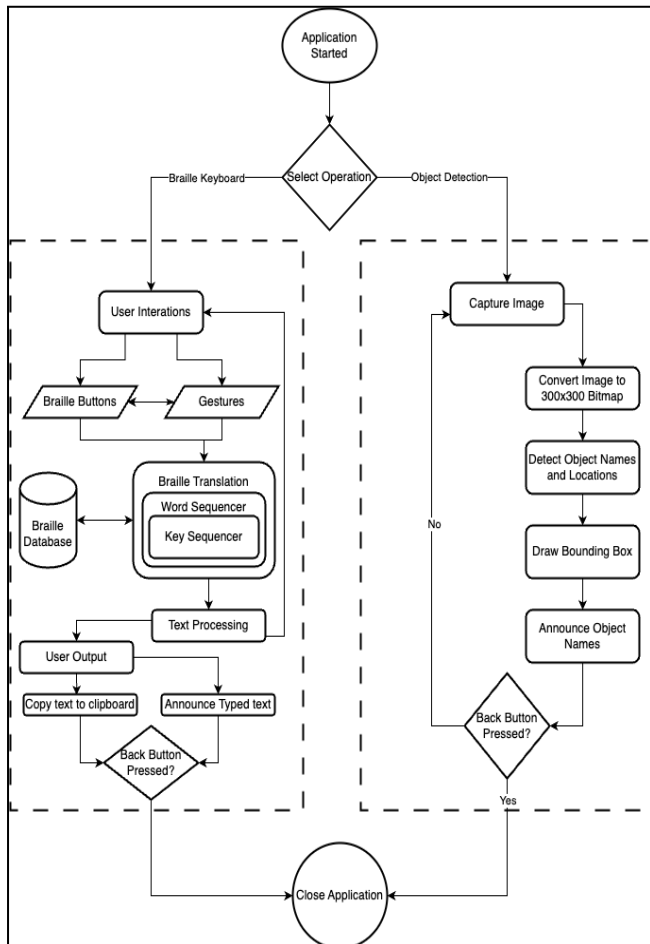 Application
Started
Select Operation
Braille Keyboard
Object Detection
User Interations
Braille Buttons
Gestures
Braille Translation
Word Sequencer
Key Sequencer
Braille
Database
Text Processing
User Output
Copy text to clipboard
Announce Typed text
Back Button
Pressed?
Capture Image
Convert Image to
300x300 Bitmap
Detect Object Names
and Locations
Draw Bounding Box
Announce Object
Names
No
Back Button
Pressed?
Yes
Close Application